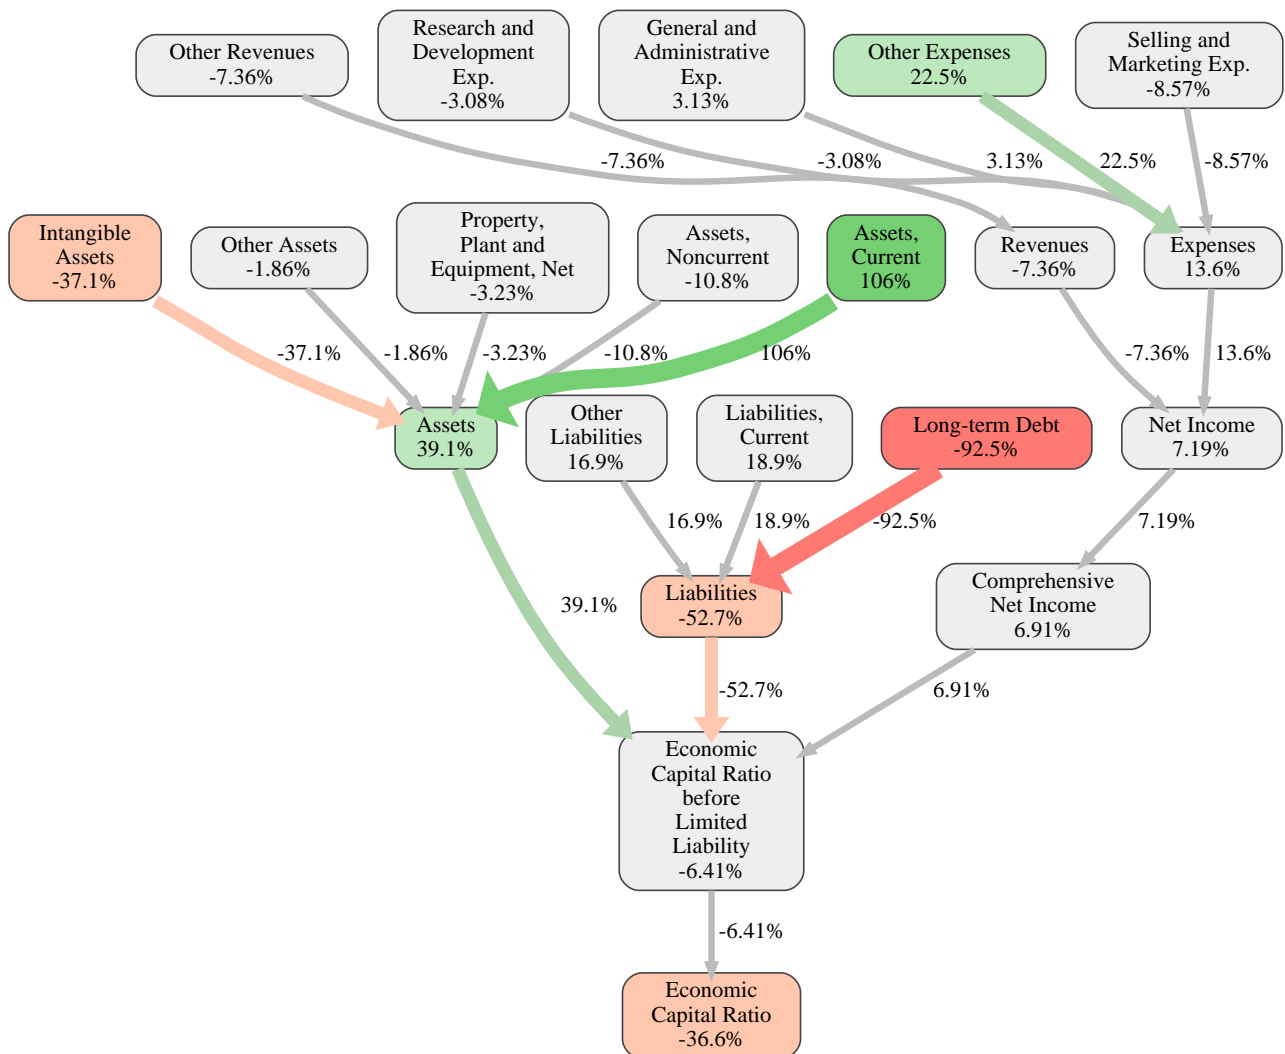 Other Revenues
-7.36%
Research and
Development
Exp.
-3.08%
General and
Administrative
Exp.
3.13%
Other Expenses
22.5%
Selling and
Marketing Exp.
-8.57%
-7.36%
-3.08%
3.13%
22.5%
-8.57%
Intangible
Assets
-37.1%
Other Assets
-1.86%
Property,
Plant and
Equipment, Net
-3.23%
Assets,
Noncurrent
-10.8%
Assets,
Current
106%
Revenues
-7.36%
Expenses
13.6%
-37.1%
-1.86%
-3.23%
-10.8%
106%
-7.36%
13.6%
Assets
39.1%
Other
Liabilities
16.9%
Liabilities,
Current
18.9%
Long-term Debt
-92.5%
Net Income
7.19%
16.9%
18.9%
-92.5%
7.19%
39.1%
Liabilities
-52.7%
Comprehensive
Net Income
6.91%
-52.7%
6.91%
Economic
Capital Ratio
before
Limited
Liability
-6.41%
-6.41%
Economic
Capital Ratio
-36.6%